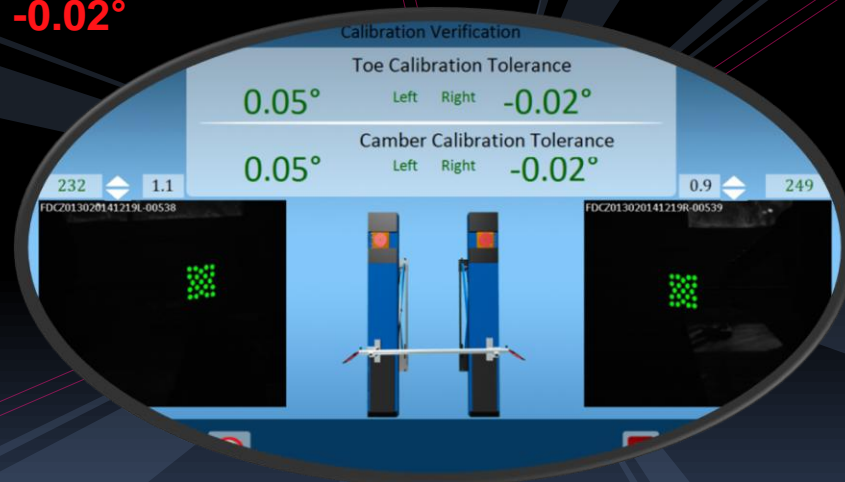 -0.02°
Calibration Verification
Toe Calibration Tolerance
0.05° Left Right -0.02°
Camber Calibration Tolerance
0.05° Left Right -0.02°
232 1.1 0.9 249
FDCZ013020141219L-00538 FDCZ013020141219R-00539